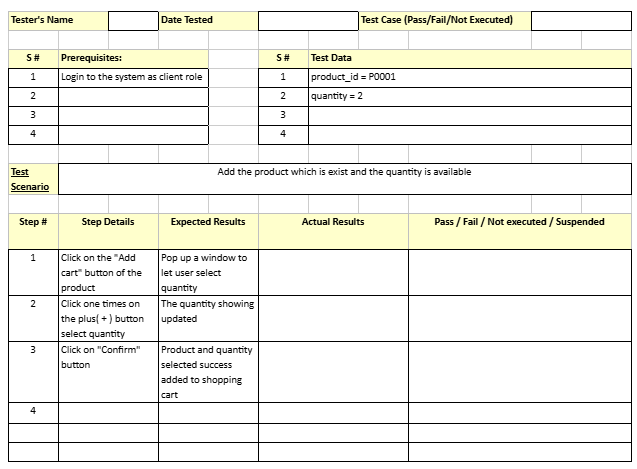 Tester's Name Date Tested Test Case (Pass/Fail/Not Executed)
S # Prerequisites: S # Test Data
1 Login to the system as client role 1 product_id = P0001
2 2 quantity = 2
3 3
4 4
Test
Scenario
Add the product which is exist and the quantity is available
Step # Step Details Expected Results Actual Results Pass / Fail / Not executed / Suspended
1 Click on the "Add Pop up a window to
cart" button of the let user select
product quantity
2 Click one times on The quantity showing
the plus( + ) button updated
select quantity
3 Click on "Confirm" Product and quantity
button selected success
added to shopping
cart
4